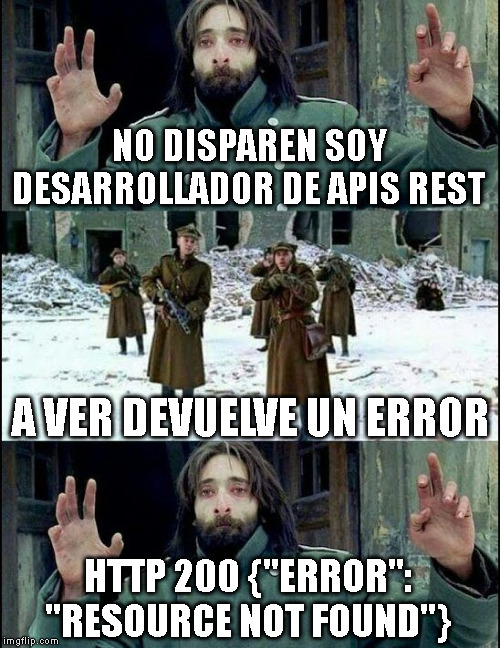 NO DISPAREN SOY
DESARROLLADOR DE APIS REST
A VER DEVUELVE UN ERROR
HTTP 200 {"ERROR":
"RESOURCE NOT FOUND"}
imgflip.com